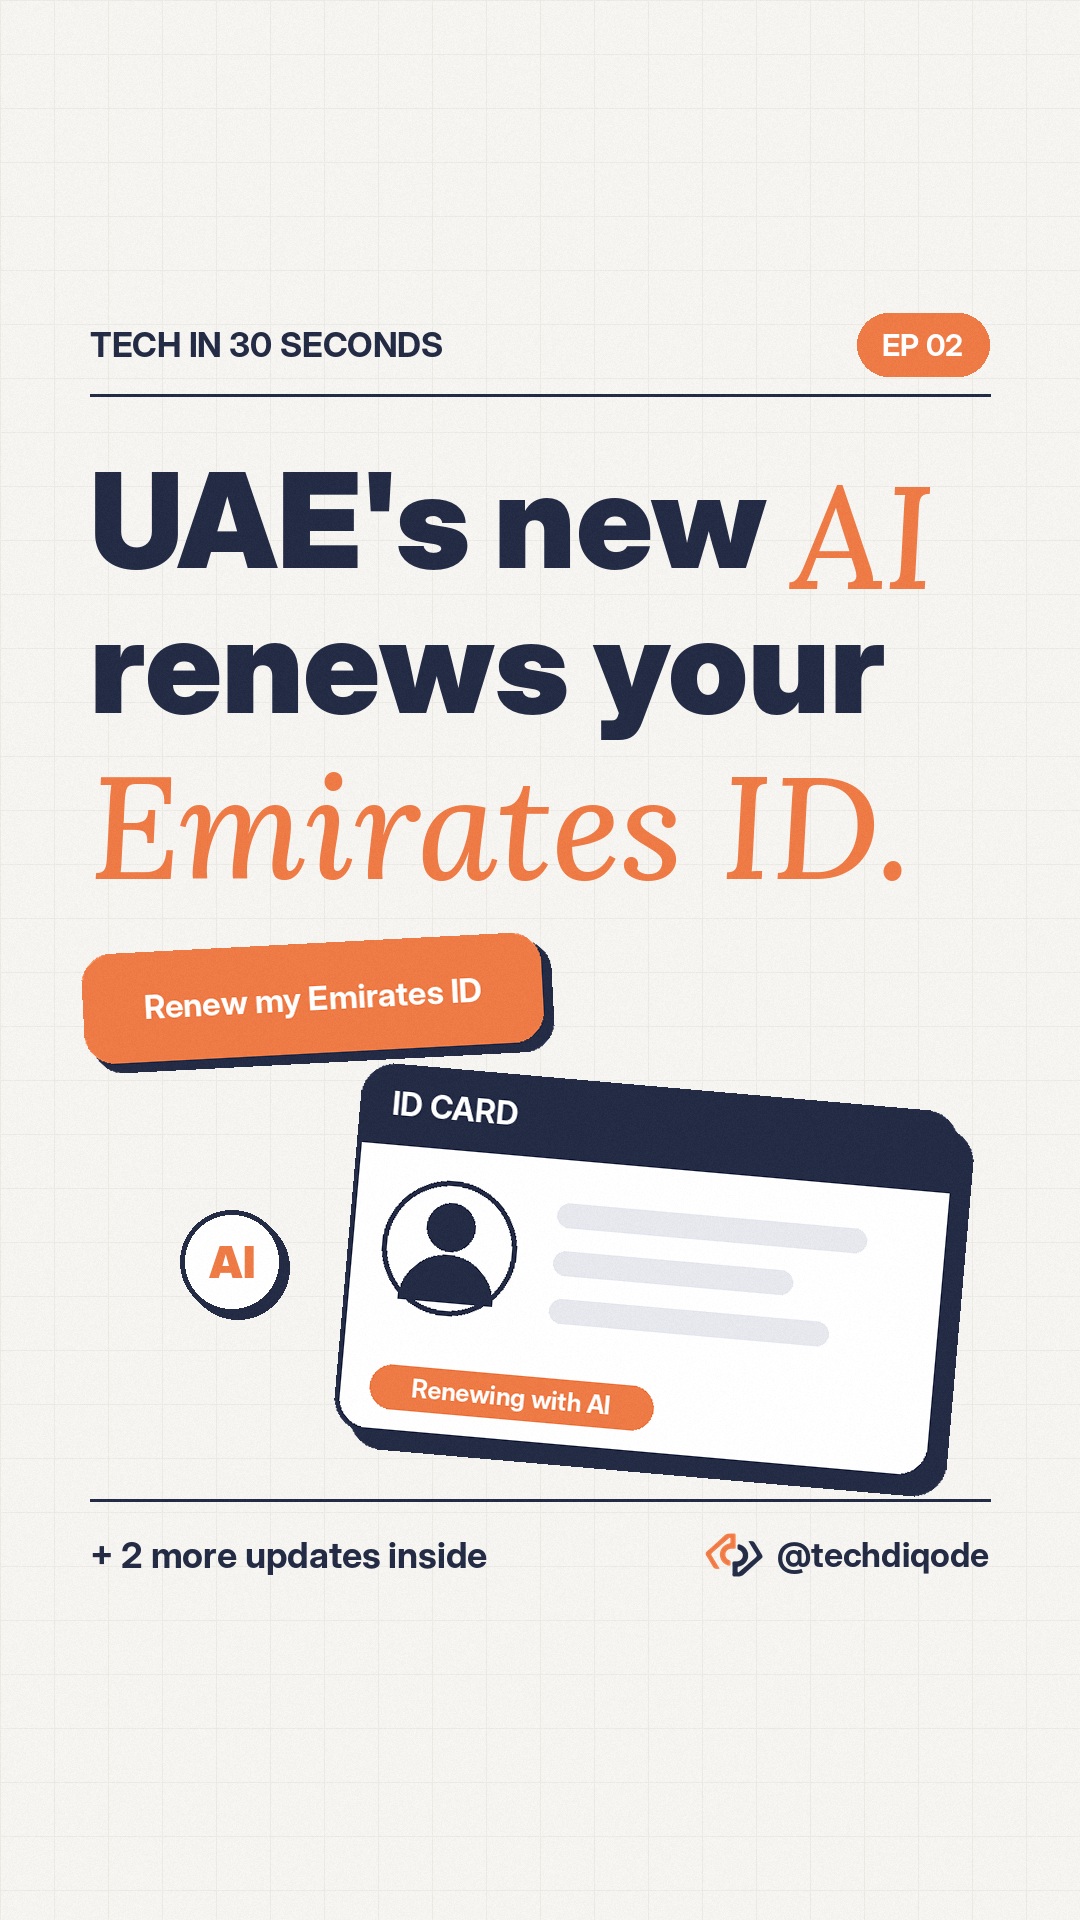 TECH IN 30 SECONDS
EP 02
UAE's new AI
renews your
Emirates ID.
Renew my Emirates ID
ID CARD
AI
Renewing with AI
+ 2 more updates inside
@techdiqode